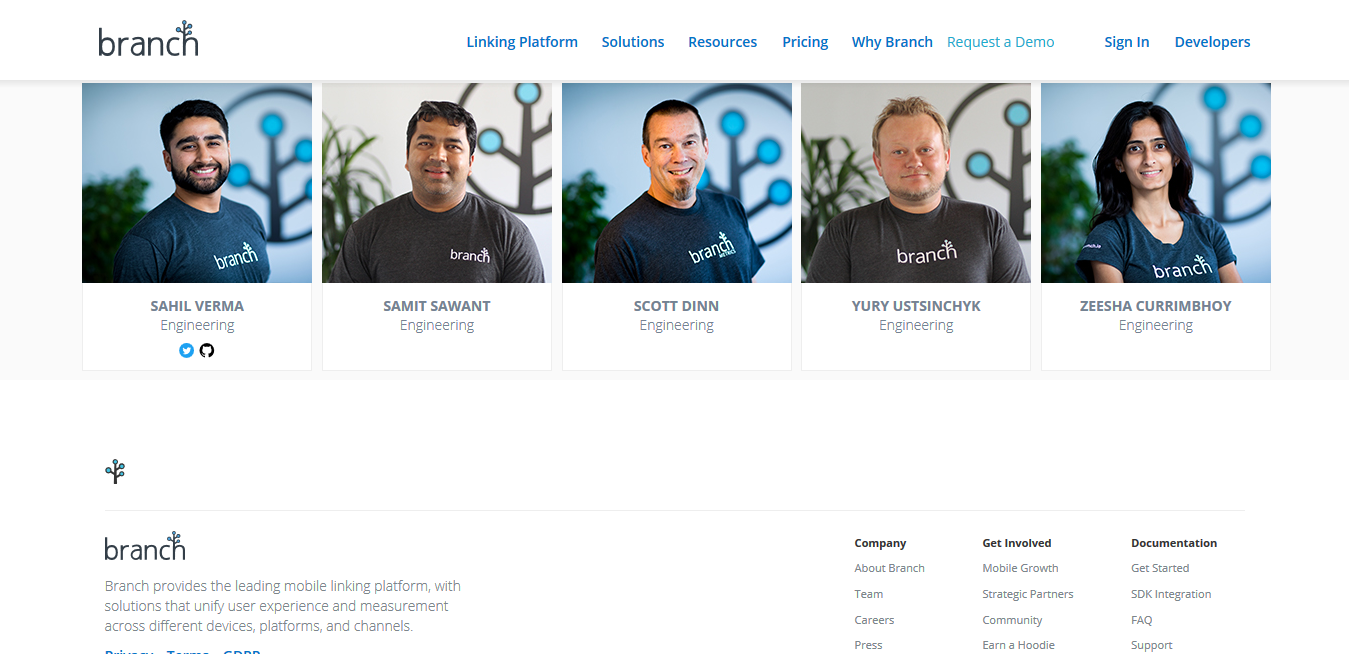 branch
Linking Platform Solutions Resources Pricing Why Branch Request a Demo Sign In Developers
branch
branch
branch
METRICS
branch
branch
SAHIL VERMA
Engineering
SAMIT SAWANT
Engineering
SCOTT DINN
Engineering
YURY USTSINCHYK
Engineering
ZEESHA CURRIMBHOY
Engineering
branch
Branch provides the leading mobile linking platform, with
solutions that unify user experience and measurement
across different devices, platforms, and channels.
Privacy Terms GDPR
Company
About Branch
Team
Careers
Press
Get Involved
Mobile Growth
Strategic Partners
Community
Earn a Hoodie
Documentation
Get Started
SDK Integration
FAQ
Support